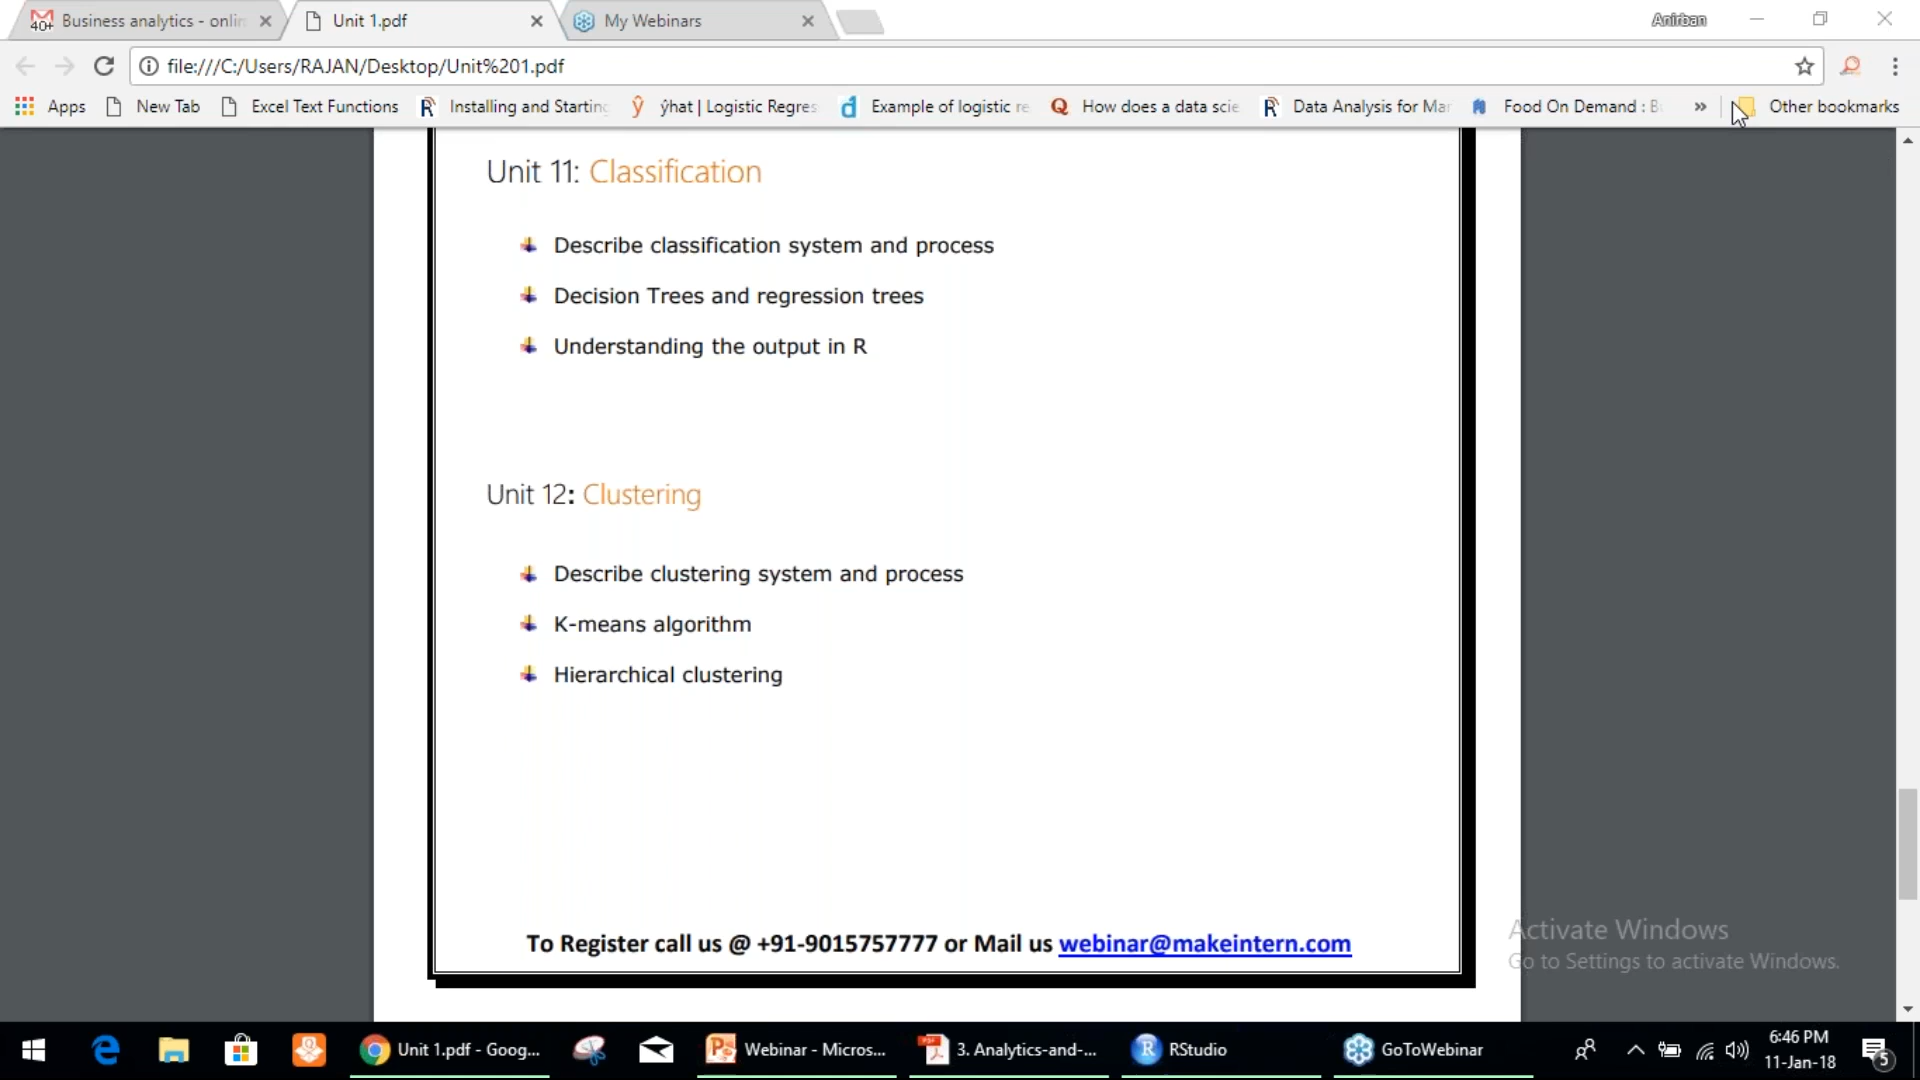 40+ Business analytics - onlin
Unit 1.pdf
My Webinars
Anirban
file:///C:/Users/RAJAN/Desktop/Unit%201.pdf
Apps New Tab Excel Text Functions Installing and Starting ŷhat | Logistic Regres Example of logistic re How does a data scie Data Analysis for Mar Food On Demand : B » Other bookmarks
Unit 11: Classification
Describe classification system and process
Decision Trees and regression trees
Understanding the output in R
Unit 12: Clustering
Describe clustering system and process
K-means algorithm
Hierarchical clustering
To Register call us @ +91-9015757777 or Mail us webinar@makeintern.com
Activate Windows
Go to Settings to activate Windows.
Unit 1.pdf - Goog... Webinar - Micros... 3. Analytics-and-... RStudio GoToWebinar
6:46 PM
11-Jan-18
5